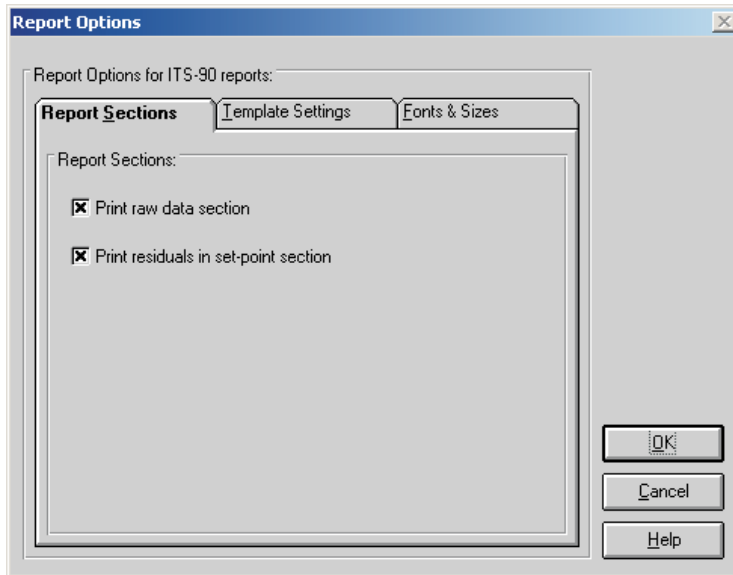 Report Options
Report Options for ITS-90 reports:
Report Sections
Template Settings
Fonts & Sizes
Report Sections:
Print raw data section
Print residuals in set-point section
OK
Cancel
Help